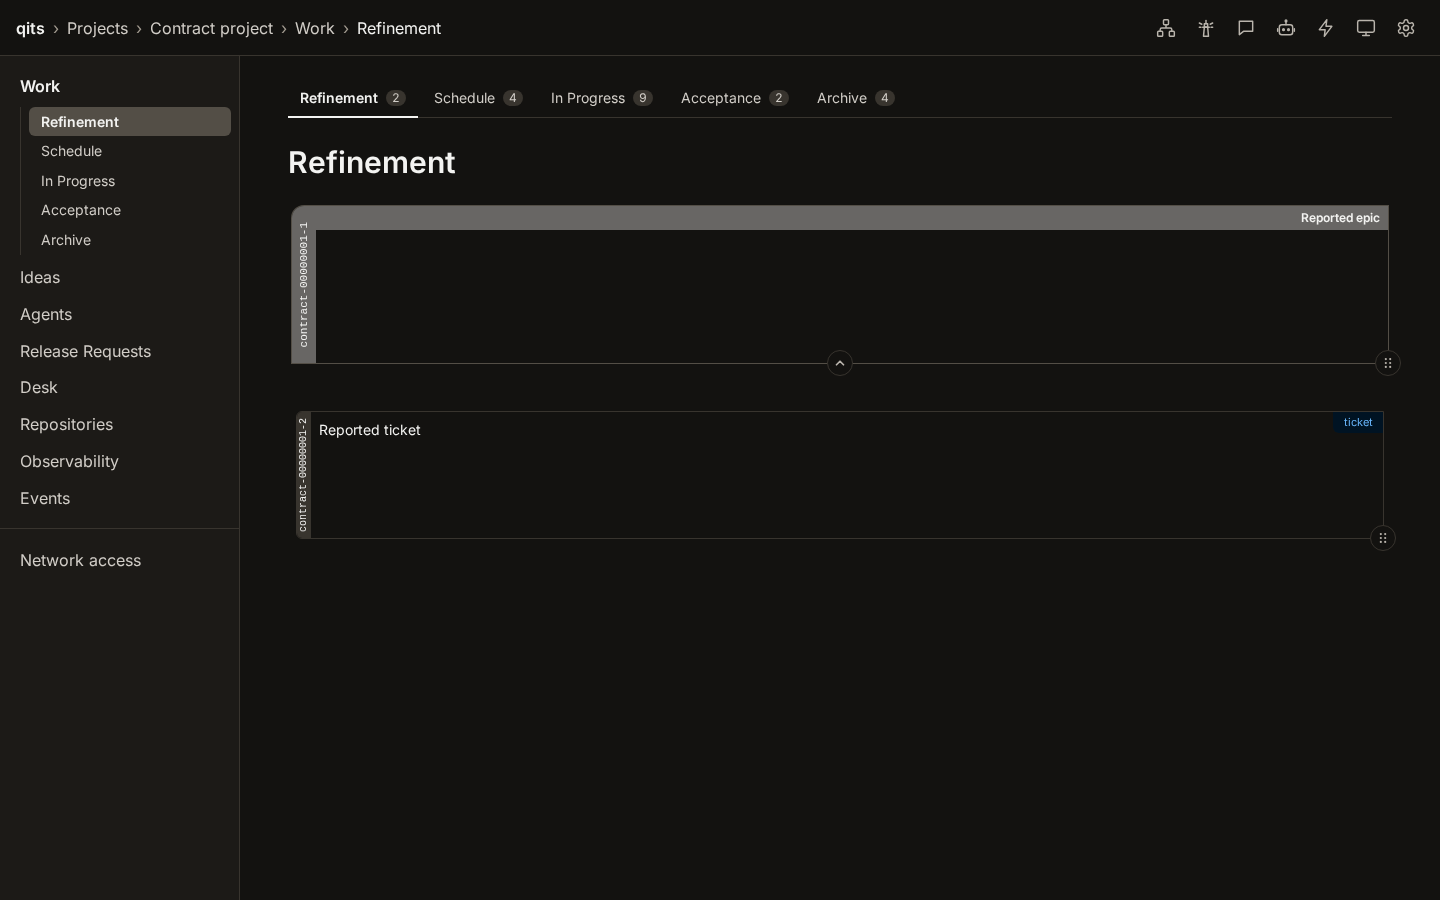 qits › Projects › Contract project › Work › Refinement
Work
Refinement
Schedule
In Progress
Acceptance
Archive
Ideas
Agents
Release Requests
Desk
Repositories
Observability
Events
Network access
Refinement 2 Schedule 4 In Progress 9 Acceptance 2 Archive 4
Refinement
Reported epic
contract-00000001-1
contract-00000001-2
Reported ticket
ticket